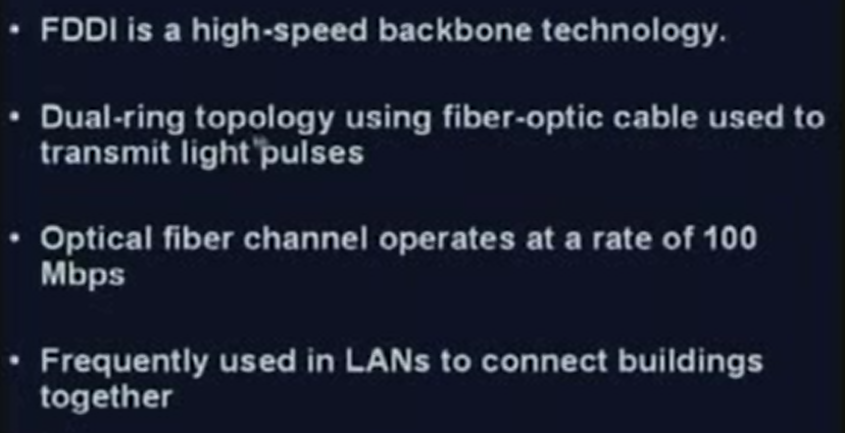 • FDDI is a high-speed backbone technology.
• Dual-ring topology using fiber-optic cable used to
transmit light pulses
• Optical fiber channel operates at a rate of 100
Mbps
• Frequently used in LANs to connect buildings
together